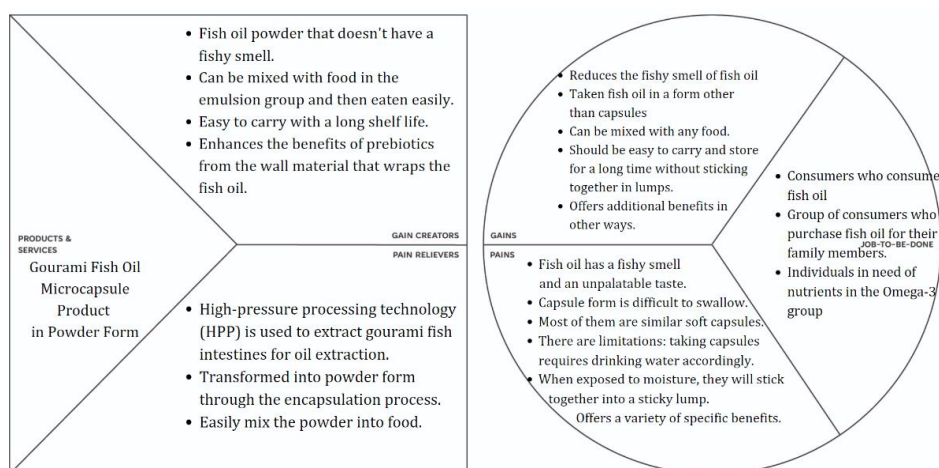 • Fish oil powder that doesn't have a
fishy smell.
• Can be mixed with food in the
emulsion group and then eaten easily.
• Easy to carry with a long shelf life.
• Enhances the benefits of prebiotics
from the wall material that wraps the
fish oil.
GAIN CREATORS
PRODUCTS &
SERVICES
Gourami Fish Oil
Microcapsule
Product
in Powder Form
PAIN RELIEVERS
• High-pressure processing technology
(HPP) is used to extract gourami fish
intestines for oil extraction.
• Transformed into powder form
through the encapsulation process.
• Easily mix the powder into food.
• Reduces the fishy smell of fish oil
• Taken fish oil in a form other
than capsules
• Can be mixed with any food.
• Should be easy to carry and store
for a long time without sticking
together in lumps.
• Offers additional benefits in
other ways.
GAINS
PAINS
• Fish oil has a fishy smell
and an unpalatable taste.
• Capsule form is difficult to swallow.
• Most of them are similar soft capsules.
• There are limitations: taking capsules
requires drinking water accordingly.
• When exposed to moisture, they will stick
together into a sticky lump.
Offers a variety of specific benefits.
• Consumers who consume
fish oil
• Group of consumers who
purchase fish oil for their
family members.
JOB-TO-BE-DONE
• Individuals in need of
nutrients in the Omega-3
group